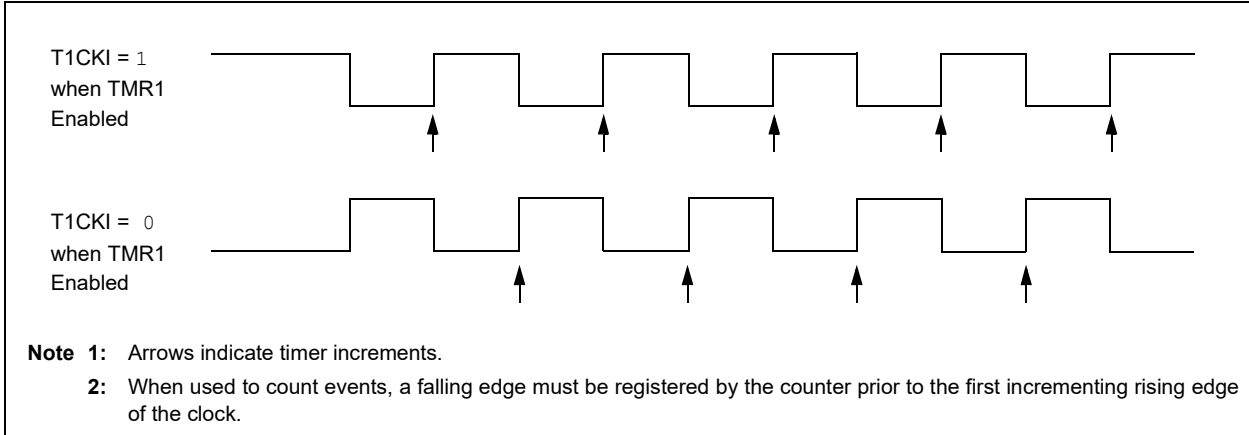 T1CKI = 1
when TMR1
Enabled
T1CKI = 0
when TMR1
Enabled
Note 1: Arrows indicate timer increments.
2: When used to count events, a falling edge must be registered by the counter prior to the first incrementing rising edge
of the clock.